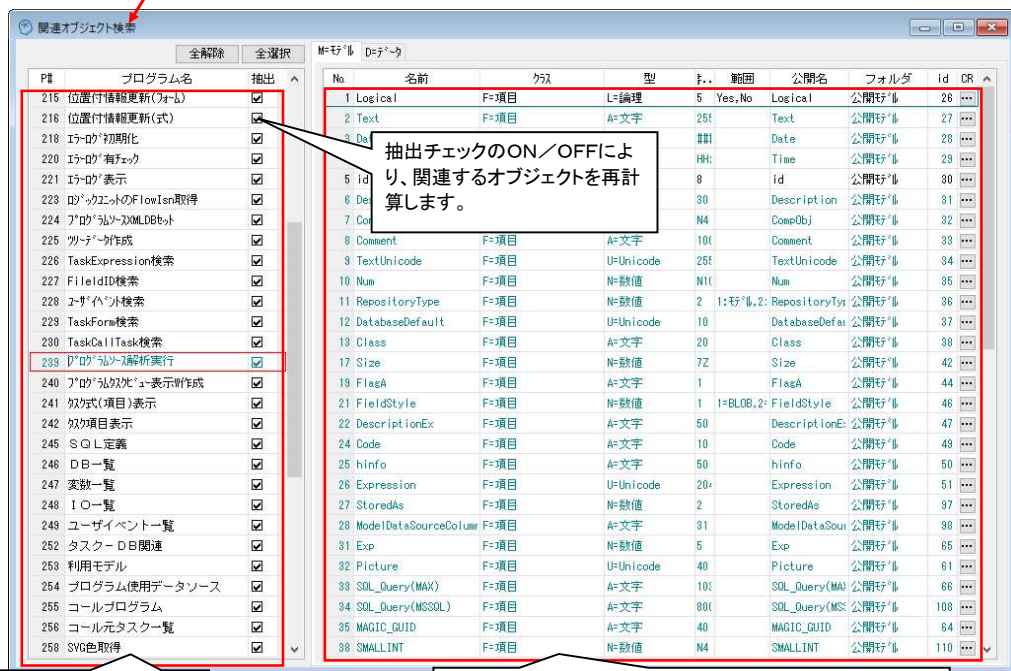 関連オブジェクト検索
全解除 全選択 M=ﾓﾃﾞﾙ D=ﾃﾞｰﾀ
P# プログラム名 抽出
215 位置付情報更新(ﾌｫｰﾑ)
216 位置付情報更新(式)
218 ｴﾗｰﾛｸﾞ初期化
220 ｴﾗｰﾛｸﾞ有ﾁｪｯｸ
221 ｴﾗｰﾛｸﾞ表示
223 ﾛｼﾞｯｸﾕﾆｯﾄのFlowIsn取得
224 ﾌﾟﾛｸﾞﾗﾑｿｰｽXMLDBｾｯﾄ
225 ﾂﾘｰﾃﾞｰﾀ作成
226 TaskExpression検索
227 FileIdID検索
228 ﾕｰｻﾞｲﾍﾞﾝﾄ検索
229 TaskForm検索
230 TaskCallTask検索
239 ﾌﾟﾛｸﾞﾗﾑｿｰｽ解析実行
240 ﾌﾟﾛｸﾞﾗﾑﾀｽｸﾋﾞｭｰ表示W作成
241 ﾀｽｸ式(項目)表示
242 ﾀｽｸ項目表示
245 ＳＱＬ定義
246 ＤＢ一覧
247 変数一覧
248 ＩＯ一覧
249 ユーザイベント一覧
252 タスク－ＤＢ関連
253 利用モデル
254 プログラム使用データソース
255 コールプログラム
256 コール元タスク一覧
258 SVG色取得
No. 名前 ｸﾗｽ 型 範囲 公開名 フォルダ id CR
1 Logical F=項目 L=論理 5 Yes,No Logical 公開ﾓﾃﾞﾙ 26 ...
2 Text F=項目 A=文字 255 Text 公開ﾓﾃﾞﾙ 27 ...
3 Da ##1 Date 公開ﾓﾃﾞﾙ 28 ...
HH: Time 公開ﾓﾃﾞﾙ 29 ...
5 id 8 id 公開ﾓﾃﾞﾙ 30 ...
6 Des 30 Description 公開ﾓﾃﾞﾙ 31 ...
7 Co N4 CompObj 公開ﾓﾃﾞﾙ 32 ...
8 Comment F=項目 A=文字 10( Comment 公開ﾓﾃﾞﾙ 33 ...
9 TextUnicode F=項目 U=Unicode 255 TextUnicode 公開ﾓﾃﾞﾙ 34 ...
10 Num F=項目 N=数値 N1( Num 公開ﾓﾃﾞﾙ 35 ...
11 RepositoryType F=項目 N=数値 2 1:ﾓﾃﾞﾙ,2: RepositoryTyp 公開ﾓﾃﾞﾙ 36 ...
12 DatabaseDefault F=項目 U=Unicode 10 DatabaseDefau 公開ﾓﾃﾞﾙ 37 ...
13 Class F=項目 A=文字 20 Class 公開ﾓﾃﾞﾙ 38 ...
17 Size F=項目 N=数値 7Z Size 公開ﾓﾃﾞﾙ 42 ...
19 FlagA F=項目 A=文字 1 FlagA 公開ﾓﾃﾞﾙ 44 ...
21 FieldStyle F=項目 N=数値 1 1=BLOB,2= FieldStyle 公開ﾓﾃﾞﾙ 46 ...
22 DescriptionEx F=項目 A=文字 50 DescriptionE: 公開ﾓﾃﾞﾙ 47 ...
24 Code F=項目 A=文字 10 Code 公開ﾓﾃﾞﾙ 49 ...
25 hinfo F=項目 A=文字 50 hinfo 公開ﾓﾃﾞﾙ 50 ...
26 Expression F=項目 U=Unicode 204 Expression 公開ﾓﾃﾞﾙ 51 ...
27 StoredAs F=項目 N=数値 2 StoredAs 公開ﾓﾃﾞﾙ 97 ...
28 ModelDataSourceColumn F=項目 A=文字 31 ModelDataSou 公開ﾓﾃﾞﾙ 98 ...
31 Exp F=項目 N=数値 5 Exp 公開ﾓﾃﾞﾙ 65 ...
32 Picture F=項目 U=Unicode 40 Picture 公開ﾓﾃﾞﾙ 61 ...
33 SQL_Query(MAX) F=項目 A=文字 SQL_Query(MA 公開ﾓﾃﾞﾙ 66 ...
34 SQL_Query(MSSQL) F=項目 A=文字 800 SQL_Query(MS 公開ﾓﾃﾞﾙ 108 ...
35 MAGIC_GUID F=項目 A=文字 40 MAGIC_GUID 公開ﾓﾃﾞﾙ 64 ...
38 SMALLINT F=項目 N=数値 N4 SMALLINT 公開ﾓﾃﾞﾙ 110 ...
抽出チェックのＯＮ／ＯＦＦによ
り、関連するオブジェクトを再計
算します。